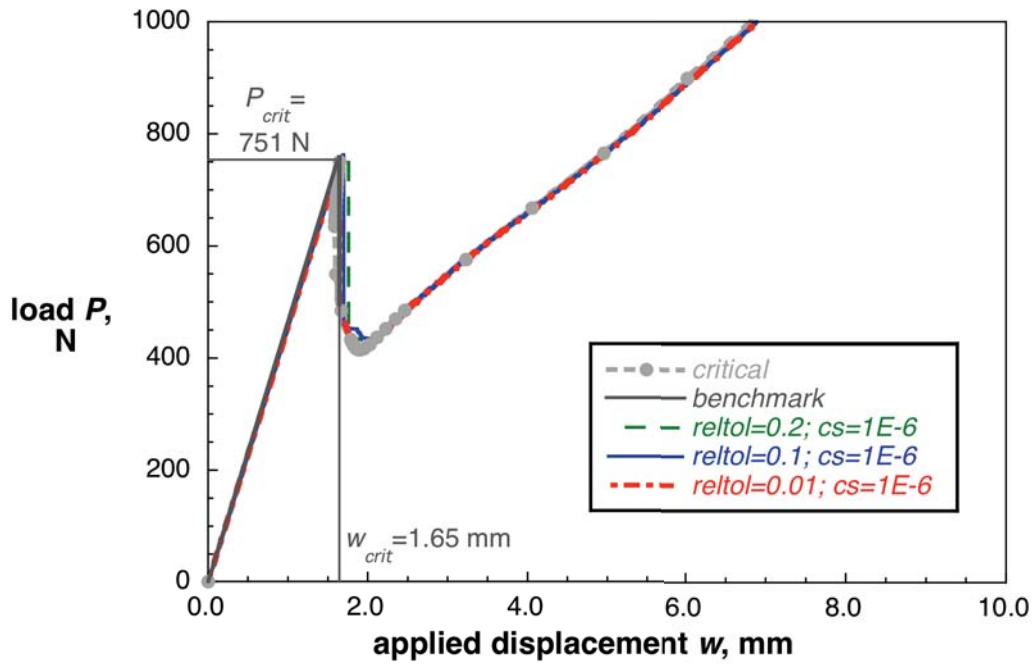 1000
800
600
400
200
0
load P,
N
P_crit=
751 N
w_crit=1.65 mm
critical
benchmark
reltol=0.2; cs=1E-6
reltol=0.1; cs=1E-6
reltol=0.01; cs=1E-6
0.0 2.0 4.0 6.0 8.0 10.0
applied displacement w, mm